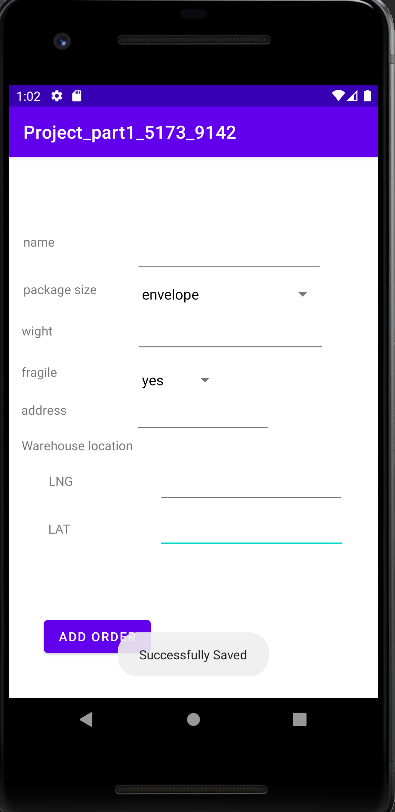 1:02
Project_part1_5173_9142
name
package size
envelope
wight
fragile
yes
address
Warehouse location
LNG
LAT
ADD ORDER
Successfully Saved